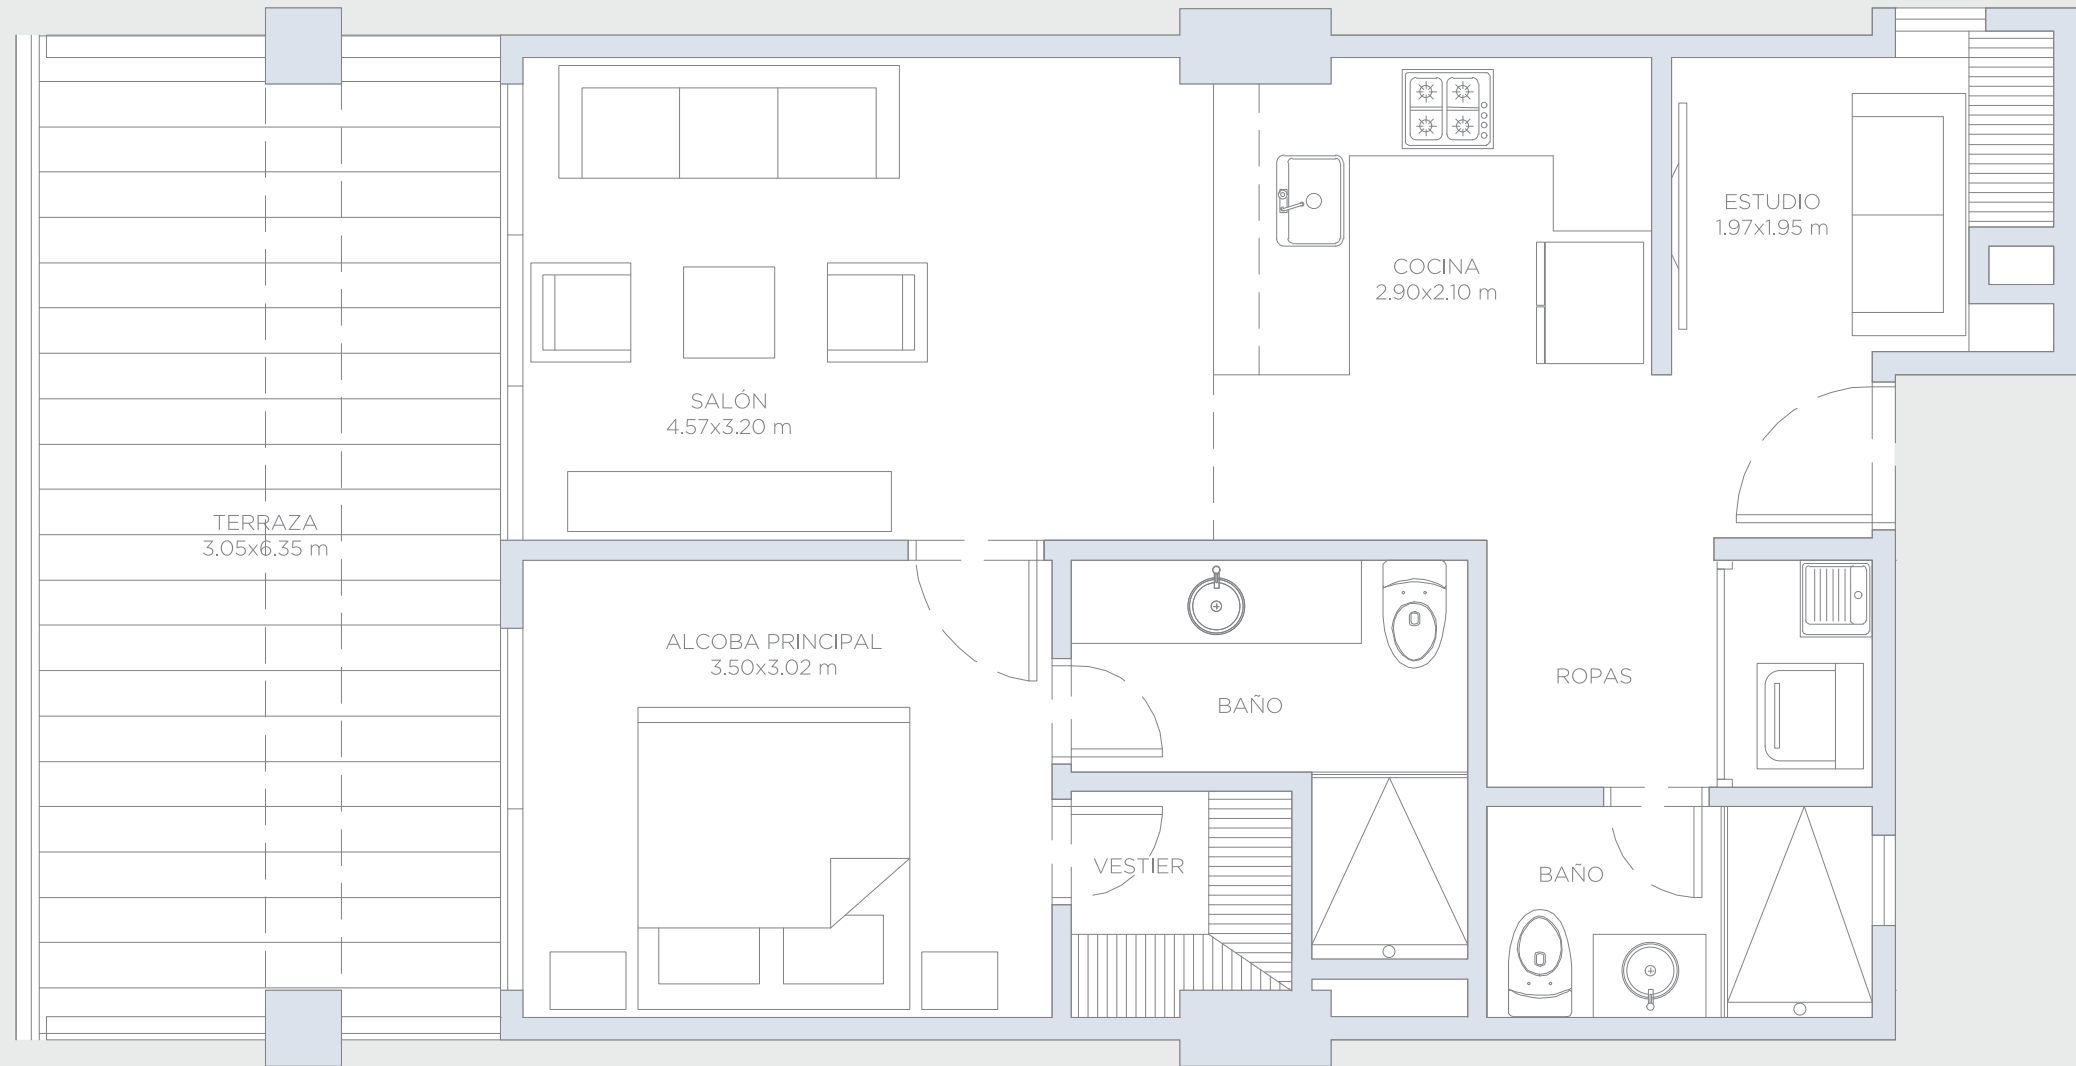 ESTUDIO
1.97x1.95 m
COCINA
2.90x2.10 m
SALÓN
4.57x3.20 m
TERRAZA
3.05x6.35 m
ALCOBA PRINCIPAL
3.50x3.02 m
ROPAS
BAÑO
VESTIER
BAÑO